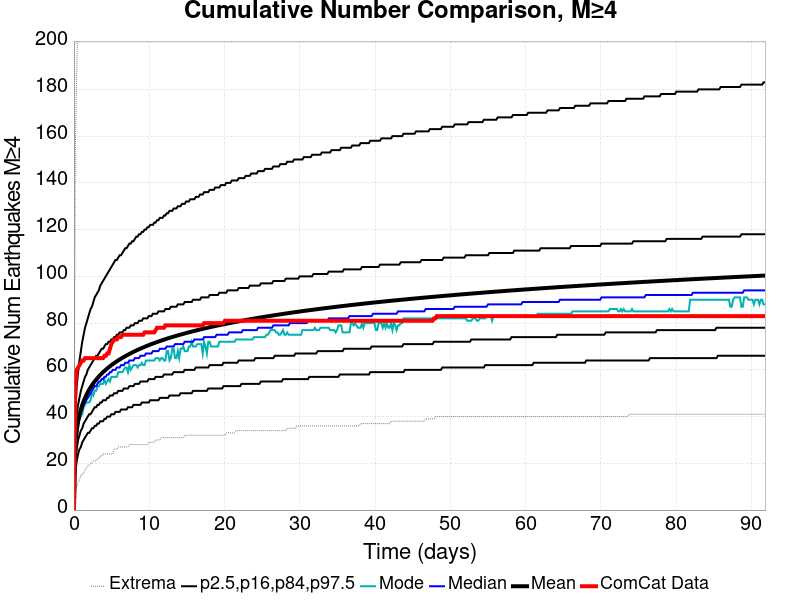 Cumulative Number Comparison, M≥4
Cumulative Num Earthquakes M≥4
200
180
160
140
120
100
80
60
40
20
0
0 10 20 30 40 50 60 70 80 90
Time (days)
Extrema p2.5,p16,p84,p97.5 Mode Median Mean ComCat Data